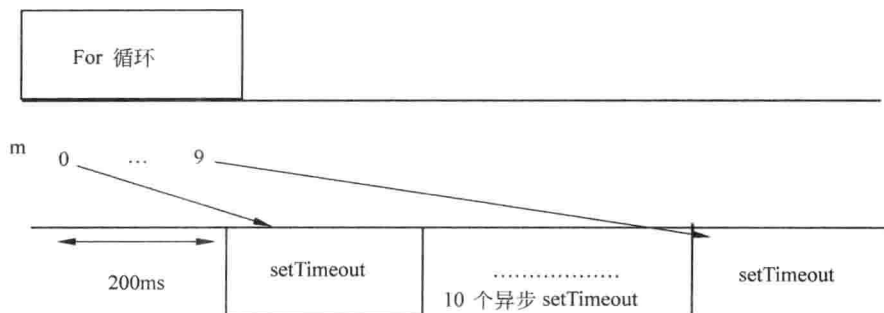 For 循环
m 0 … 9
200ms
setTimeout
………………
10 个异步 setTimeout
setTimeout